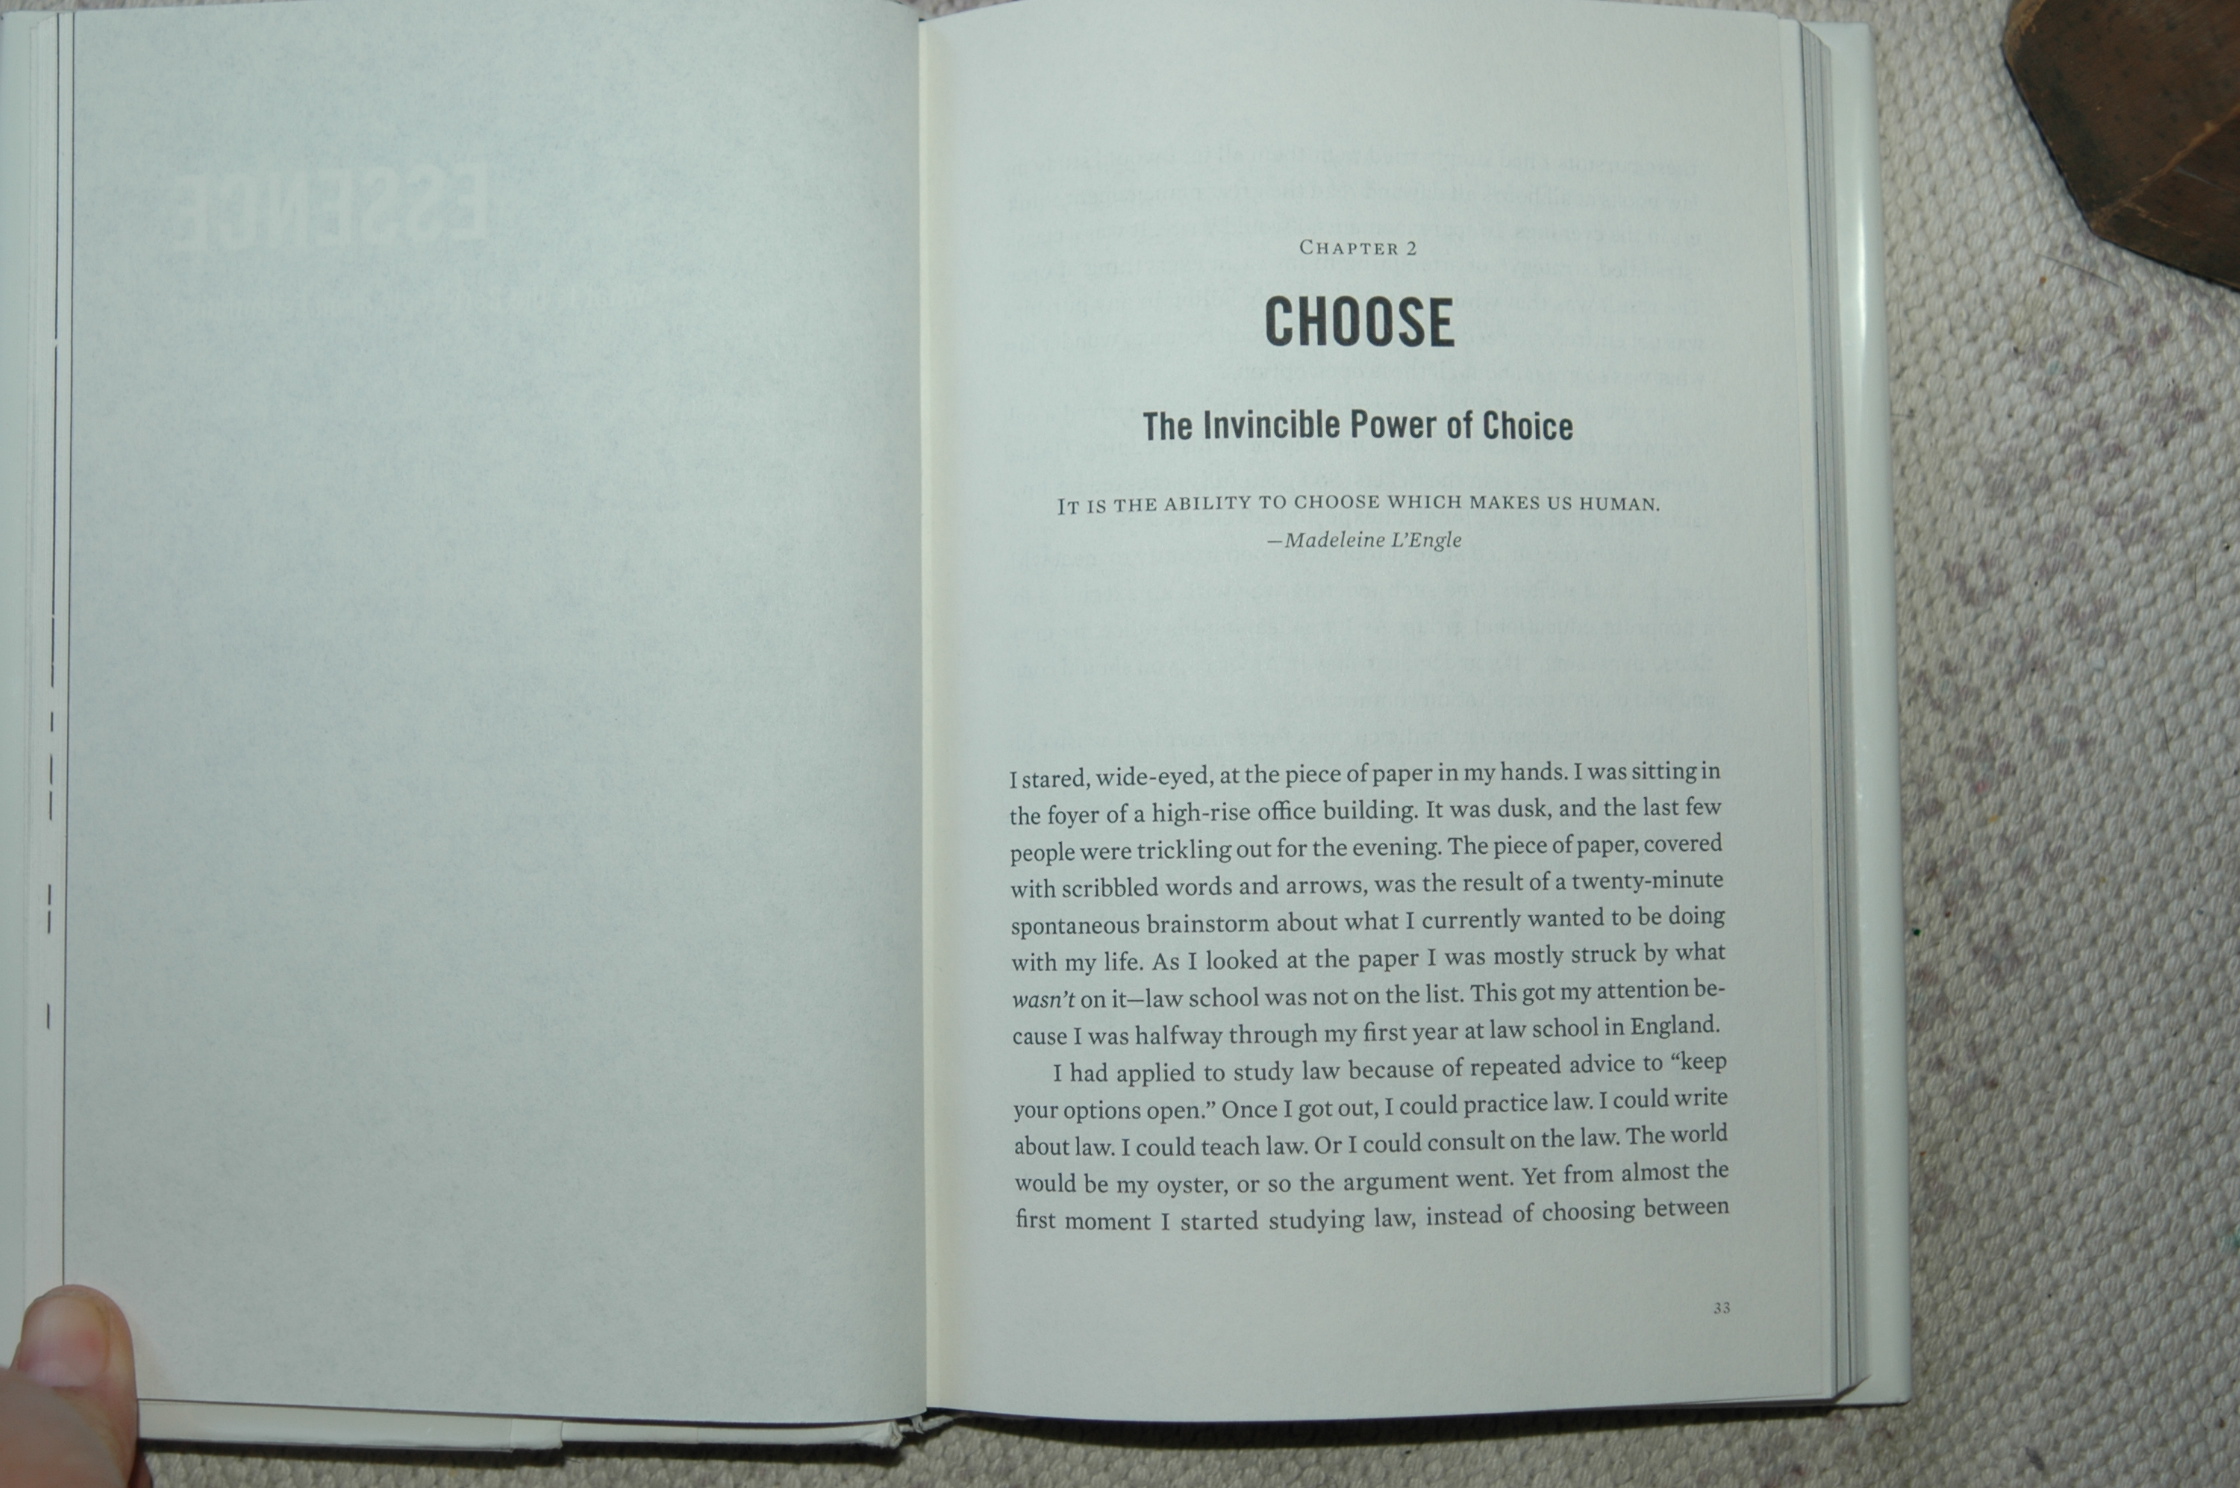 ESSENCE
CHAPTER 2
CHOOSE
The Invincible Power of Choice
IT IS THE ABILITY TO CHOOSE WHICH MAKES US HUMAN.
—Madeleine L'Engle
I stared, wide-eyed, at the piece of paper in my hands. I was sitting in
the foyer of a high-rise office building. It was dusk, and the last few
people were trickling out for the evening. The piece of paper, covered
with scribbled words and arrows, was the result of a twenty-minute
spontaneous brainstorm about what I currently wanted to be doing
with my life. As I looked at the paper I was mostly struck by what
wasn't on it—law school was not on the list. This got my attention be-
cause I was halfway through my first year at law school in England.
I had applied to study law because of repeated advice to “keep
your options open.” Once I got out, I could practice law. I could write
about law. I could teach law. Or I could consult on the law. The world
would be my oyster, or so the argument went. Yet from almost the
first moment I started studying law, instead of choosing between
33